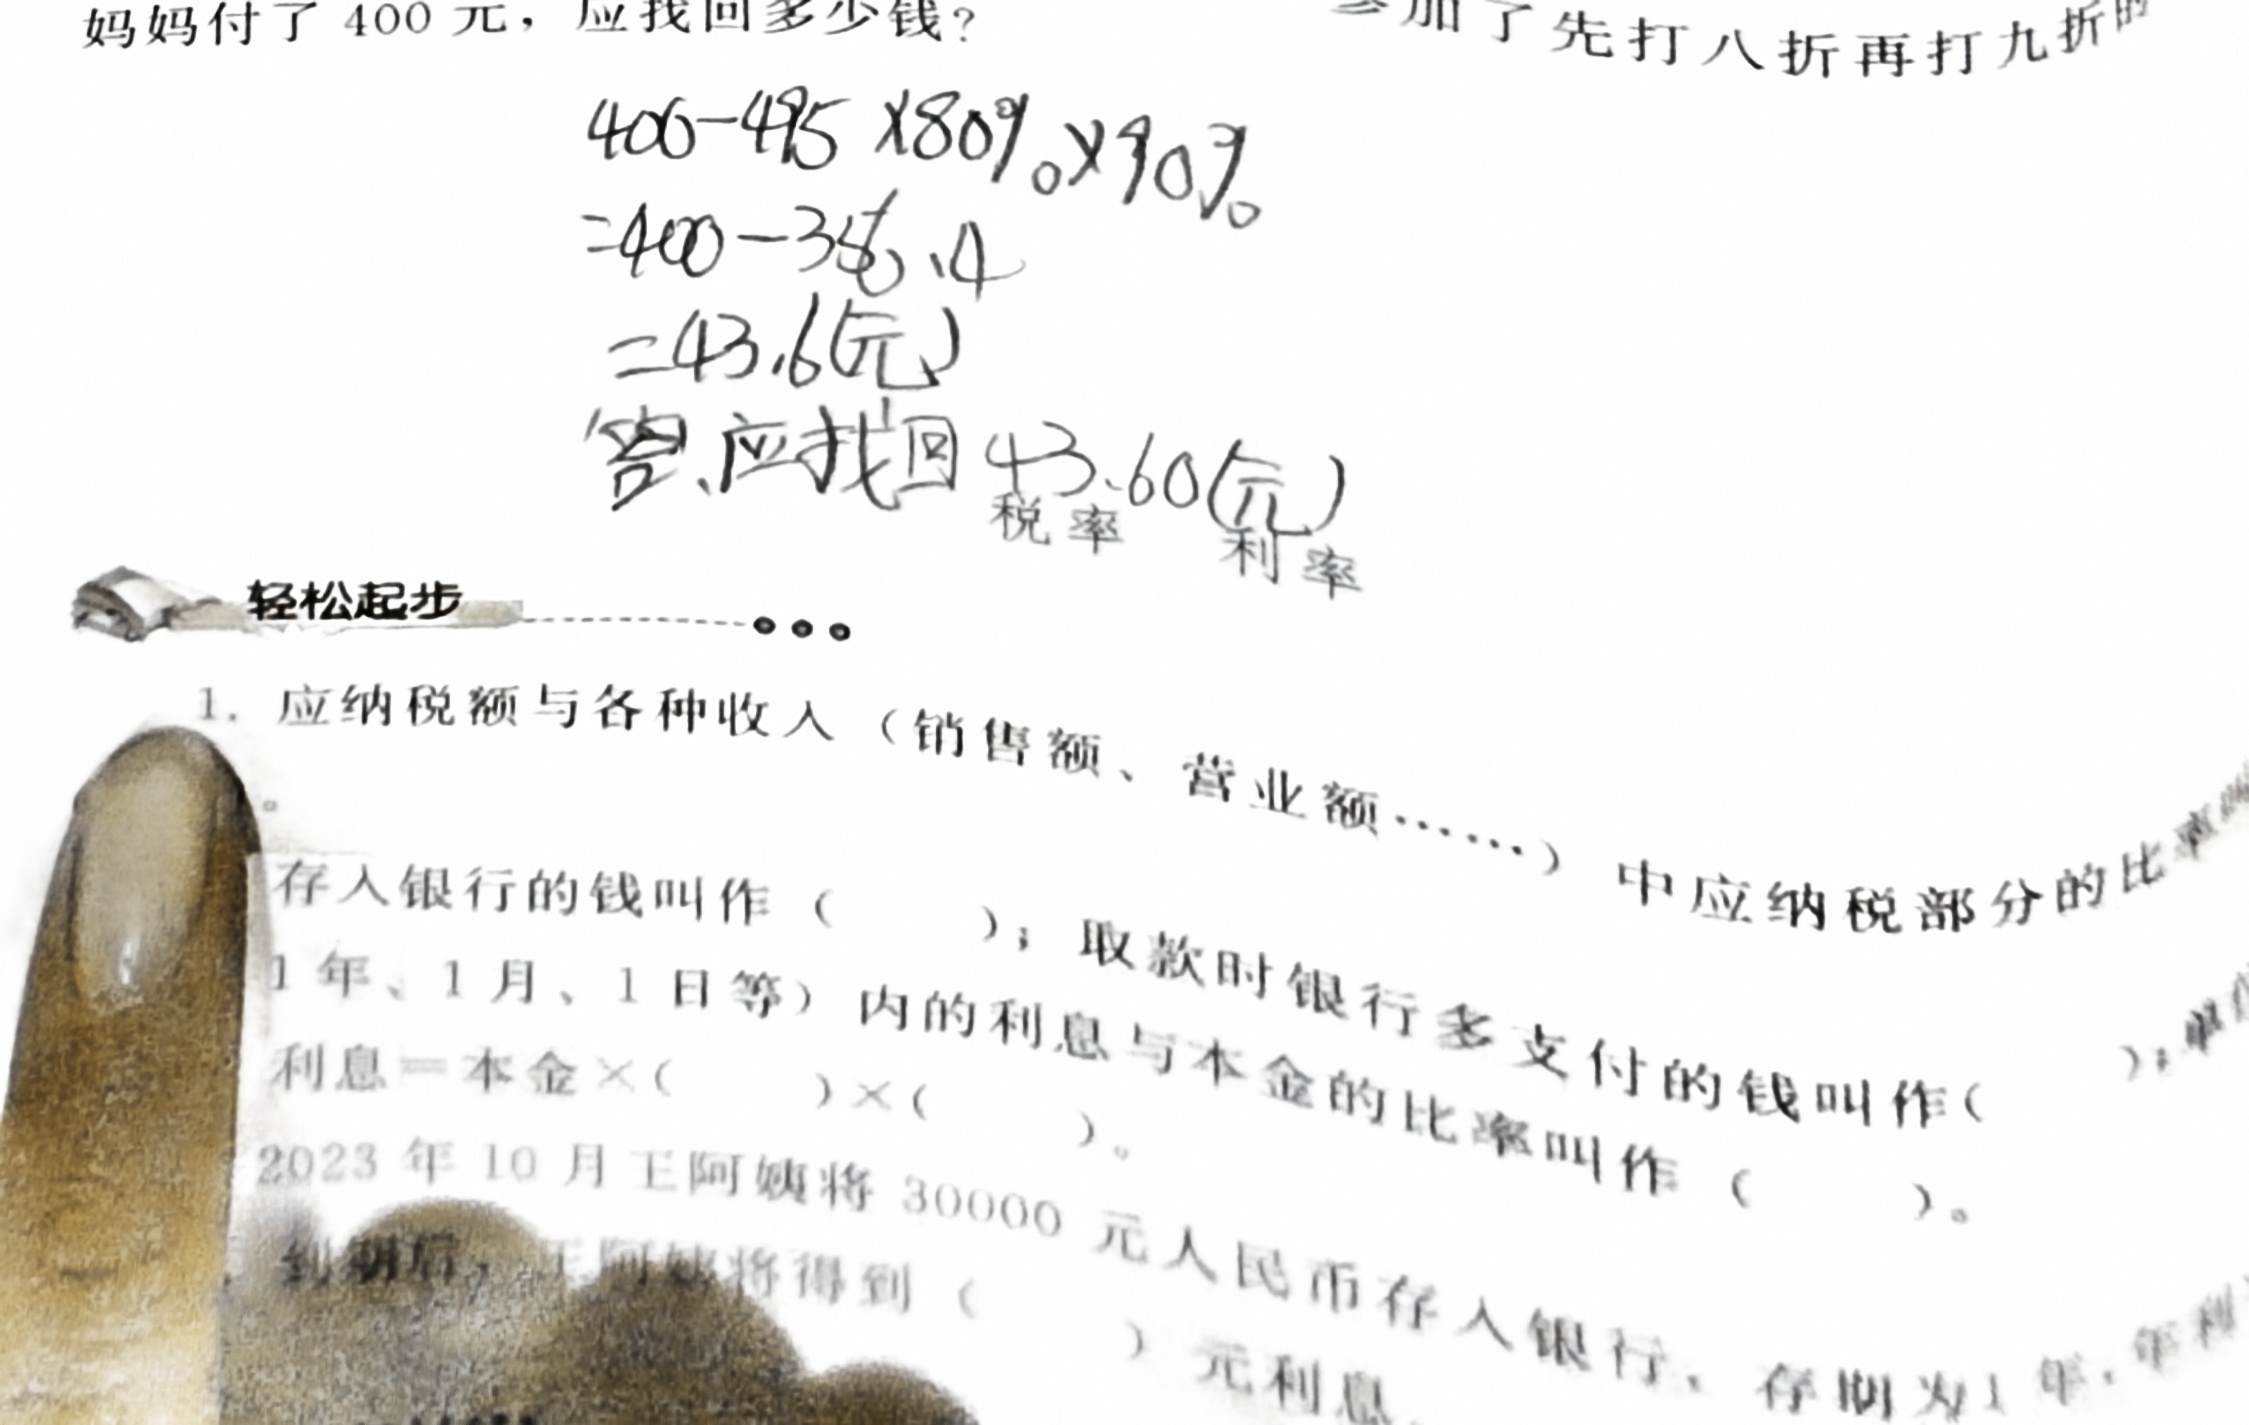 参加了先打八折再打九折的
妈妈付了 400 元，应找回多少钱？
400-495×80%×90%
=400-356.4
=43.6(元)
答、应找回43.60(元)
税率 利率
轻松起步
1. 应纳税额与各种收入（销售额、营业额……）中应纳税部分的比率
。
存入银行的钱叫作（ ）；取款时银行多支付的钱叫作（ ）；单位
1 年、1 月、1 日等）内的利息与本金的比率叫作（ ）。
利息＝本金×（ ）×（ ）。
2023 年 10 月王阿姨将 30000 元人民币存入银行，存期为 1 年，年利
到期后，王阿姨将得到（ ）元利息